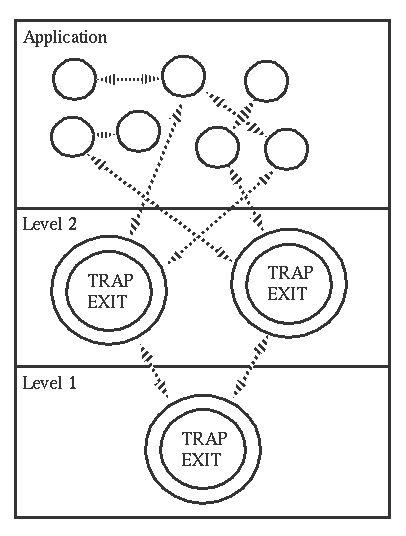 Application
Level 2
TRAP
EXIT
TRAP
EXIT
Level 1
TRAP
EXIT